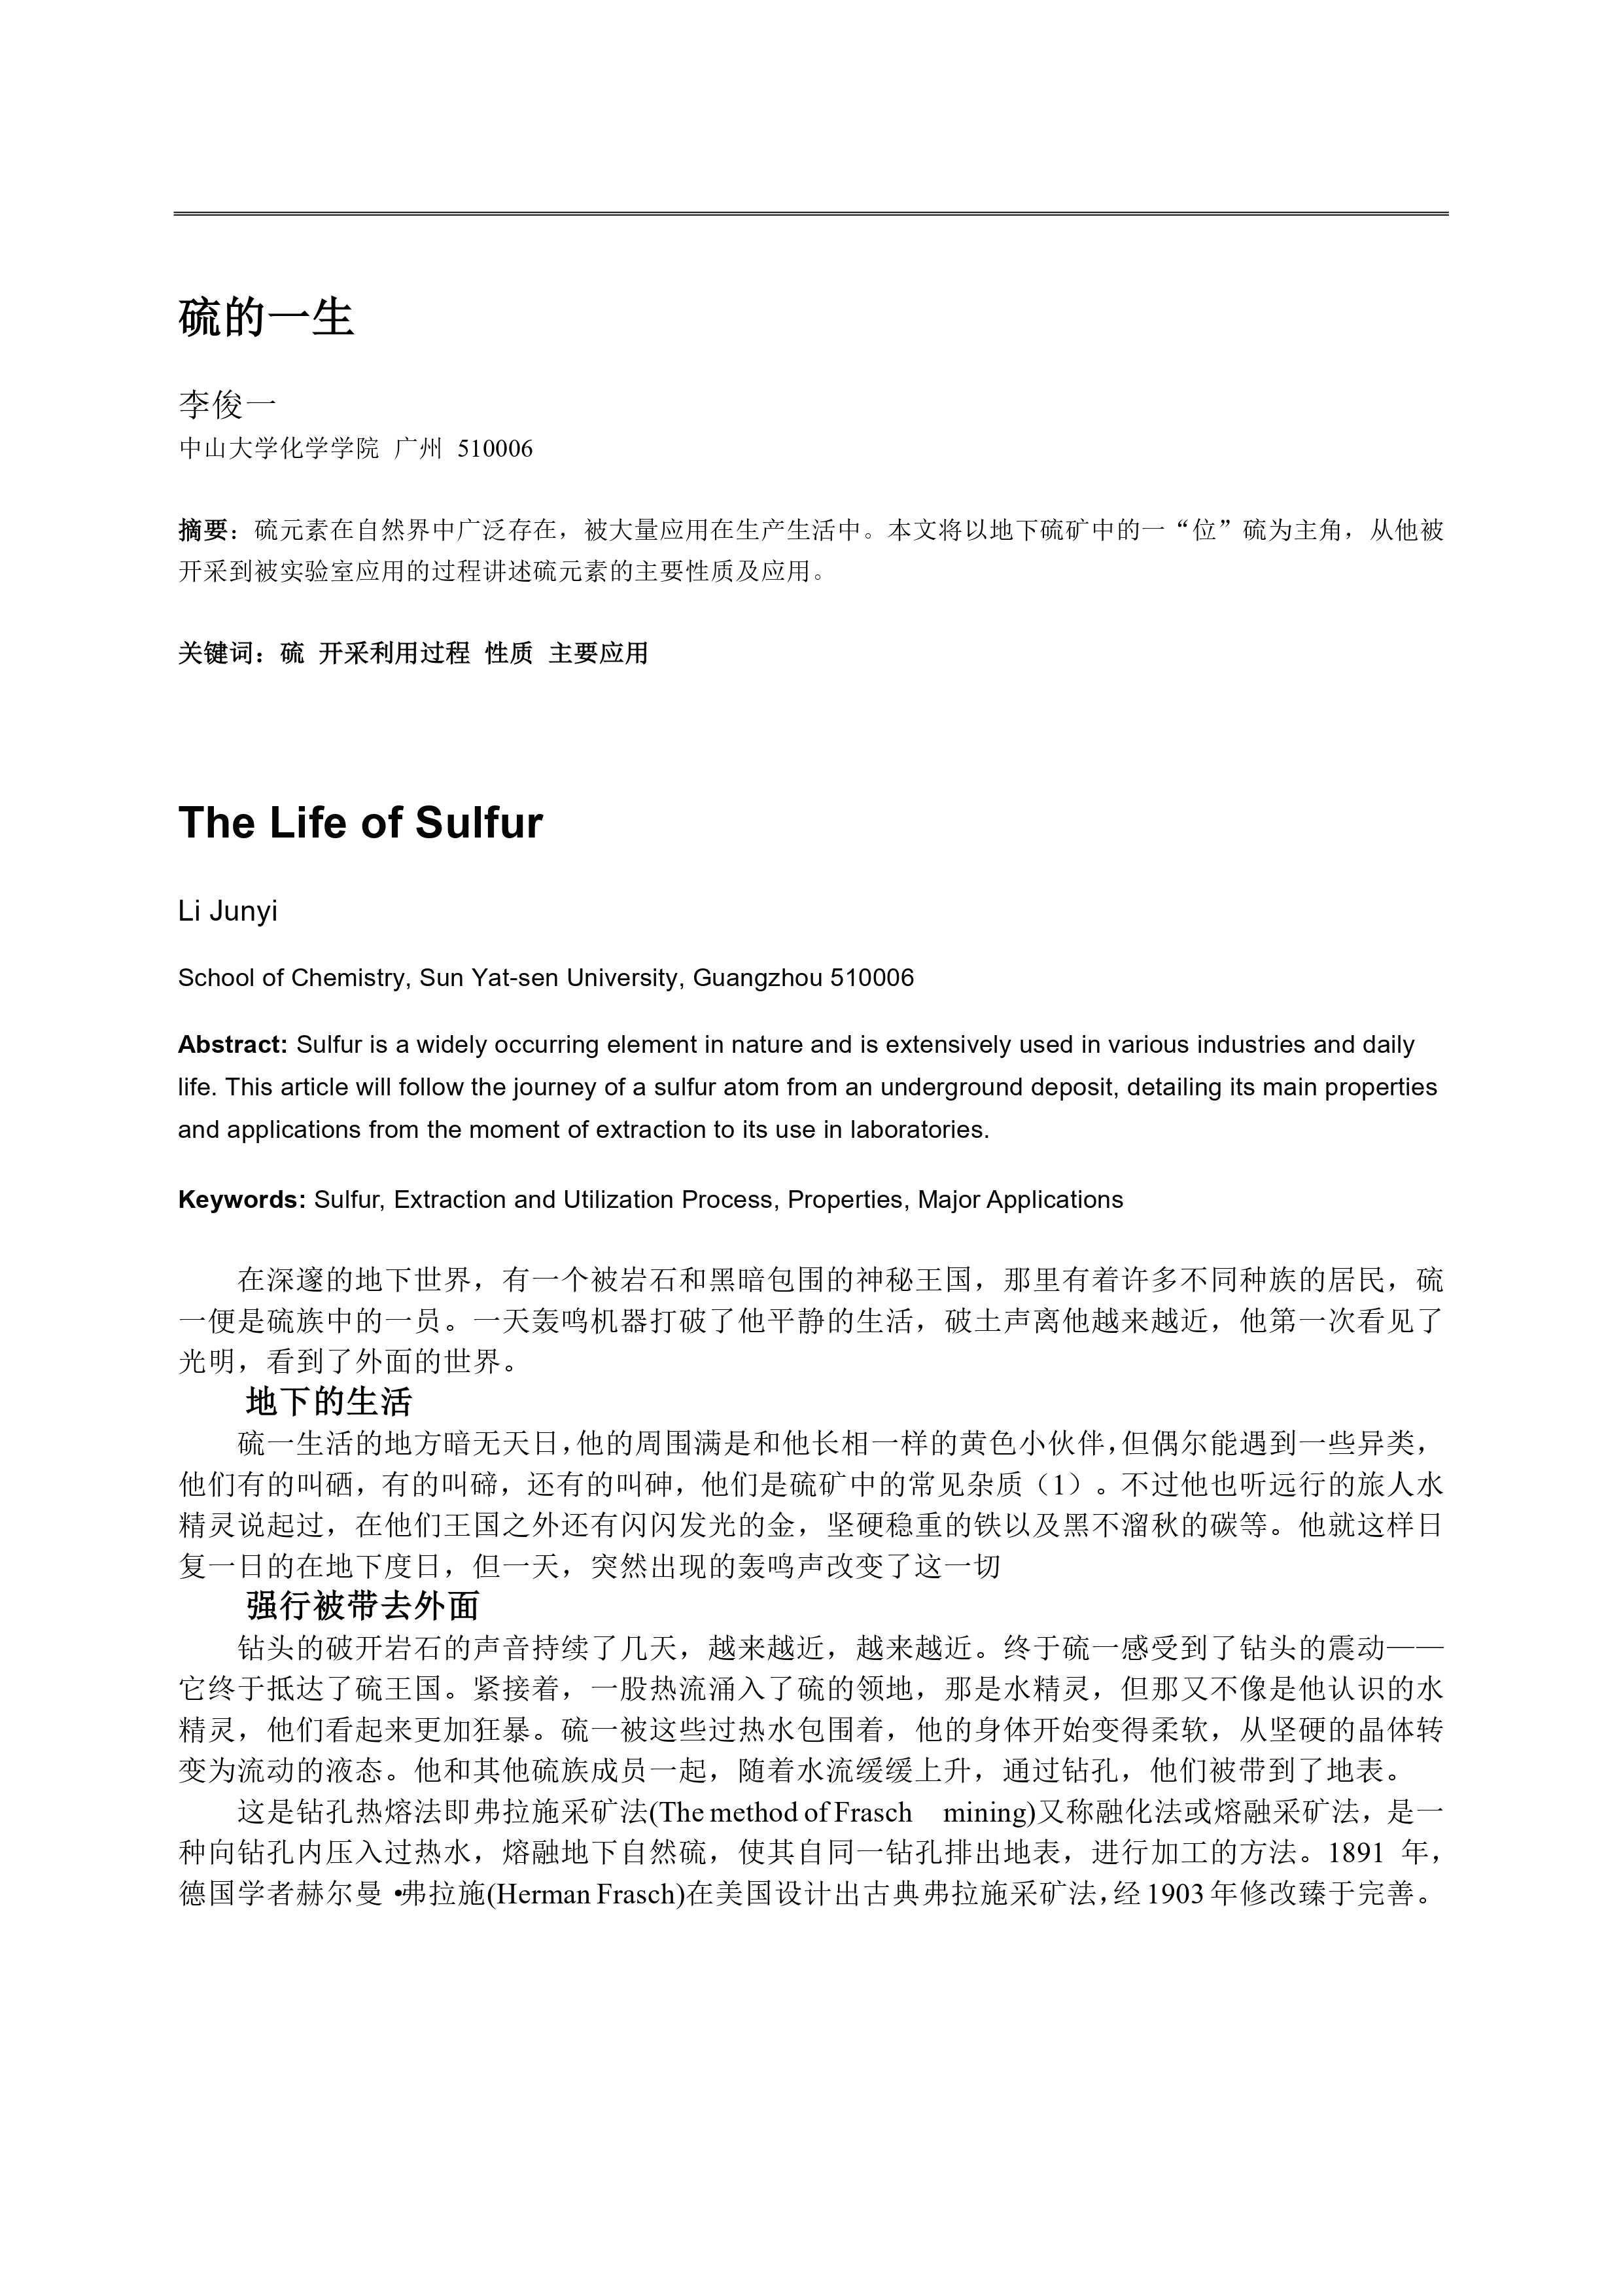 硫的一生
李俊一
中山大学化学学院 广州 510006
摘要：硫元素在自然界中广泛存在，被大量应用在生产生活中。本文将以地下硫矿中的一“位”硫为主角，从他被
开采到被实验室应用的过程讲述硫元素的主要性质及应用。
关键词：硫 开采利用过程 性质 主要应用
The Life of Sulfur
Li Junyi
School of Chemistry, Sun Yat-sen University, Guangzhou 510006
Abstract: Sulfur is a widely occurring element in nature and is extensively used in various industries and daily
life. This article will follow the journey of a sulfur atom from an underground deposit, detailing its main properties
and applications from the moment of extraction to its use in laboratories.
Keywords: Sulfur, Extraction and Utilization Process, Properties, Major Applications
在深邃的地下世界，有一个被岩石和黑暗包围的神秘王国，那里有着许多不同种族的居民，硫
一便是硫族中的一员。一天轰鸣机器打破了他平静的生活，破土声离他越来越近，他第一次看见了
光明，看到了外面的世界。
地下的生活
硫一生活的地方暗无天日，他的周围满是和他长相一样的黄色小伙伴，但偶尔能遇到一些异类，
他们有的叫硒，有的叫碲，还有的叫砷，他们是硫矿中的常见杂质（1）。不过他也听远行的旅人水
精灵说起过，在他们王国之外还有闪闪发光的金，坚硬稳重的铁以及黑不溜秋的碳等。他就这样日
复一日的在地下度日，但一天，突然出现的轰鸣声改变了这一切
强行被带去外面
钻头的破开岩石的声音持续了几天，越来越近，越来越近。终于硫一感受到了钻头的震动——
它终于抵达了硫王国。紧接着，一股热流涌入了硫的领地，那是水精灵，但那又不像是他认识的水
精灵，他们看起来更加狂暴。硫一被这些过热水包围着，他的身体开始变得柔软，从坚硬的晶体转
变为流动的液态。他和其他硫族成员一起，随着水流缓缓上升，通过钻孔，他们被带到了地表。
这是钻孔热熔法即弗拉施采矿法(The method of Frasch mining)又称融化法或熔融采矿法，是一
种向钻孔内压入过热水，熔融地下自然硫，使其自同一钻孔排出地表，进行加工的方法。1891 年，
德国学者赫尔曼·弗拉施(Herman Frasch)在美国设计出古典弗拉施采矿法，经 1903 年修改臻于完善。